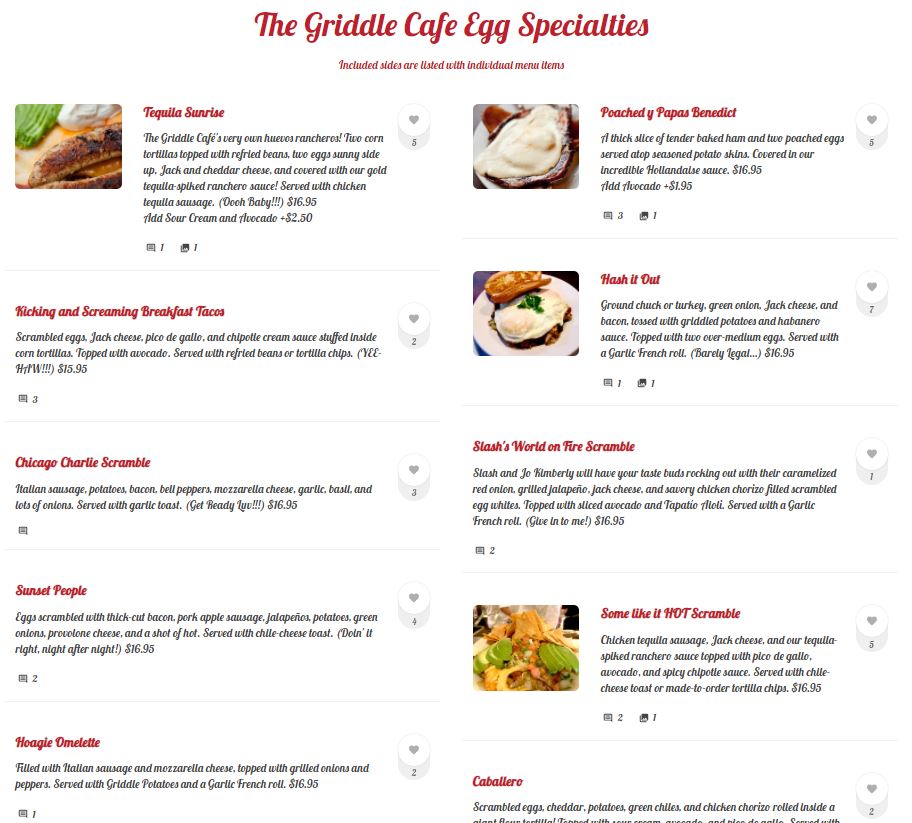 The Griddle Cafe Egg Specialties
Included sides are listed with individual menu items
Tequila Sunrise
5
The Griddle Café's very own huevos rancheros! Two corn
tortillas topped with refried beans, two eggs sunny side
up, Jack and cheddar cheese, and covered with our gold
tequila-spiked ranchero sauce! Served with chicken
tequila sausage. (Oooh Baby!!!) $16.95
Add Sour Cream and Avocado +$2.50
1 1
Kicking and Screaming Breakfast Tacos
2
Scrambled eggs, Jack cheese, pico de gallo, and chipotle cream sauce stuffed inside
corn tortillas. Topped with avocado. Served with refried beans or tortilla chips. (YEE-
HAW!!!) $15.95
3
Chicago Charlie Scramble
3
Italian sausage, potatoes, bacon, bell peppers, mozzarella cheese, garlic, basil, and
lots of onions. Served with garlic toast. (Get Ready Luv!!!) $16.95
Sunset People
4
Eggs scrambled with thick-cut bacon, pork apple sausage, jalapeños, potatoes, green
onions, provolone cheese, and a shot of hot. Served with chile-cheese toast. (Doin' it
right, night after night!) $16.95
2
Hoagie Omelette
2
Filled with Italian sausage and mozzarella cheese, topped with grilled onions and
peppers. Served with Griddle Potatoes and a Garlic French roll. $16.95
1
Poached y Papas Benedict
5
A thick slice of tender baked ham and two poached eggs
served atop seasoned potato skins. Covered in our
incredible Hollandaise sauce. $16.95
Add Avocado +$1.95
3 1
Hash it Out
7
Ground chuck or turkey, green onion, Jack cheese, and
bacon, tossed with griddled potatoes and habanero
sauce. Topped with two over-medium eggs. Served with
a Garlic French roll. (Barely Legal...) $16.95
1 1
Slash's World on Fire Scramble
1
Slash and Jo Kimberly will have your taste buds rocking out with their caramelized
red onion, grilled jalapeño, jack cheese, and savory chicken chorizo filled scrambled
egg whites. Topped with sliced avocado and Tapatío Aioli. Served with a Garlic
French roll. (Give in to me!) $16.95
2
Some like it HOT Scramble
5
Chicken tequila sausage, Jack cheese, and our tequila-
spiked ranchero sauce topped with pico de gallo,
avocado, and spicy chipotle sauce. Served with chile-
cheese toast or made-to-order tortilla chips. $16.95
2 1
Caballero
2
Scrambled eggs, cheddar, potatoes, green chiles, and chicken chorizo rolled inside a
giant flour tortilla! Topped with sour cream, avocado, and pico de gallo. Served with